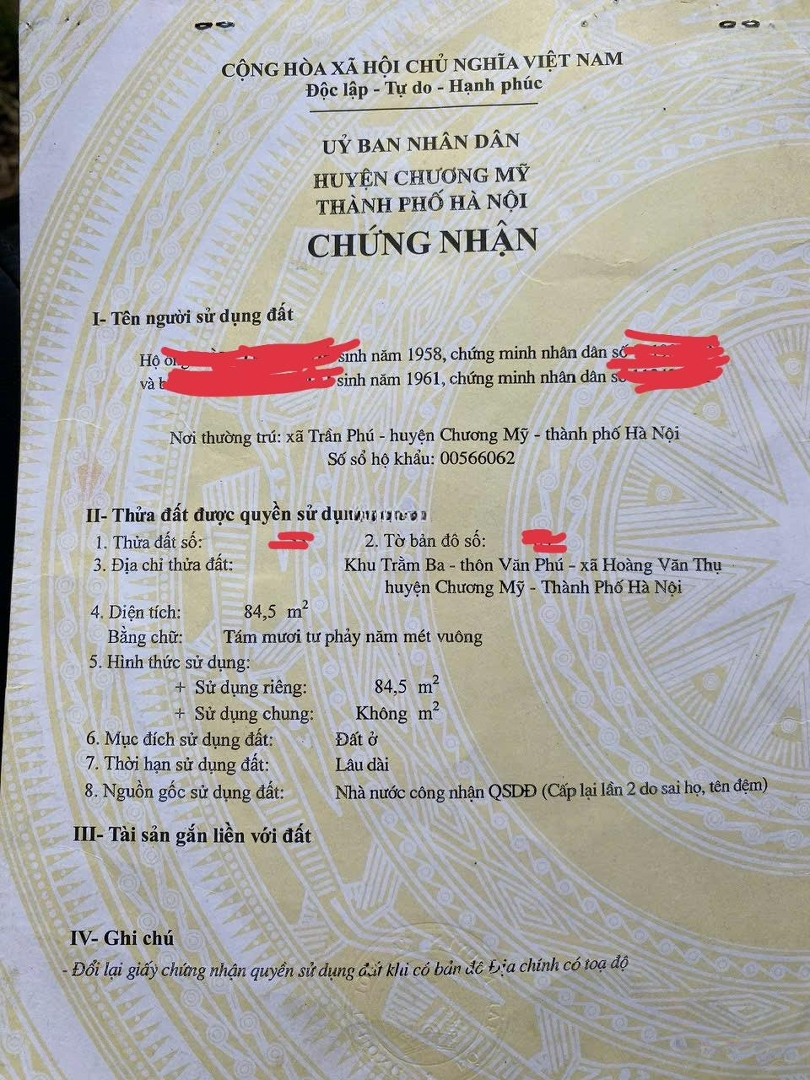 CỘNG HÒA XÃ HỘI CHỦ NGHĨA VIỆT NAM
Độc lập - Tự do - Hạnh phúc
UỶ BAN NHÂN DÂN
HUYỆN CHƯƠNG MỸ
THÀNH PHỐ HÀ NỘI
CHỨNG NHẬN
I- Tên người sử dụng đất
Hộ sinh năm 1958, chứng minh nhân dân số
và sinh năm 1961, chứng minh nhân dân
Nơi thường trú: xã Trần Phú - huyện Chương Mỹ - thành phố Hà Nội
Số sổ hộ khẩu: 00566062
II- Thửa đất được quyền sử
1. Thửa đất số: 2. Tờ bản đồ số:
3. Địa chỉ thửa đất: Khu Trằm Ba - thôn Văn Phú - xã Hoàng Văn Thụ
huyện Chương Mỹ - Thành Phố Hà Nội
4. Diện tích: 84,5 m²
Bằng chữ: Tám mươi tư phảy năm mét vuông
5. Hình thức sử dụng:
+ Sử dụng riêng: 84,5 m²
+ Sử dụng chung: Không m²
6. Mục đích sử dụng đất: Đất ở
7. Thời hạn sử dụng đất: Lâu dài
8. Nguồn gốc sử dụng đất: Nhà nước công nhận QSDĐ (Cấp lại lần 2 do sai họ, tên đệm)
III- Tài sản gắn liền với đất
IV- Ghi chú
- Đổi lại giấy chứng nhận quyền sử dụng đất khi có bản đồ Địa chính có toạ độ